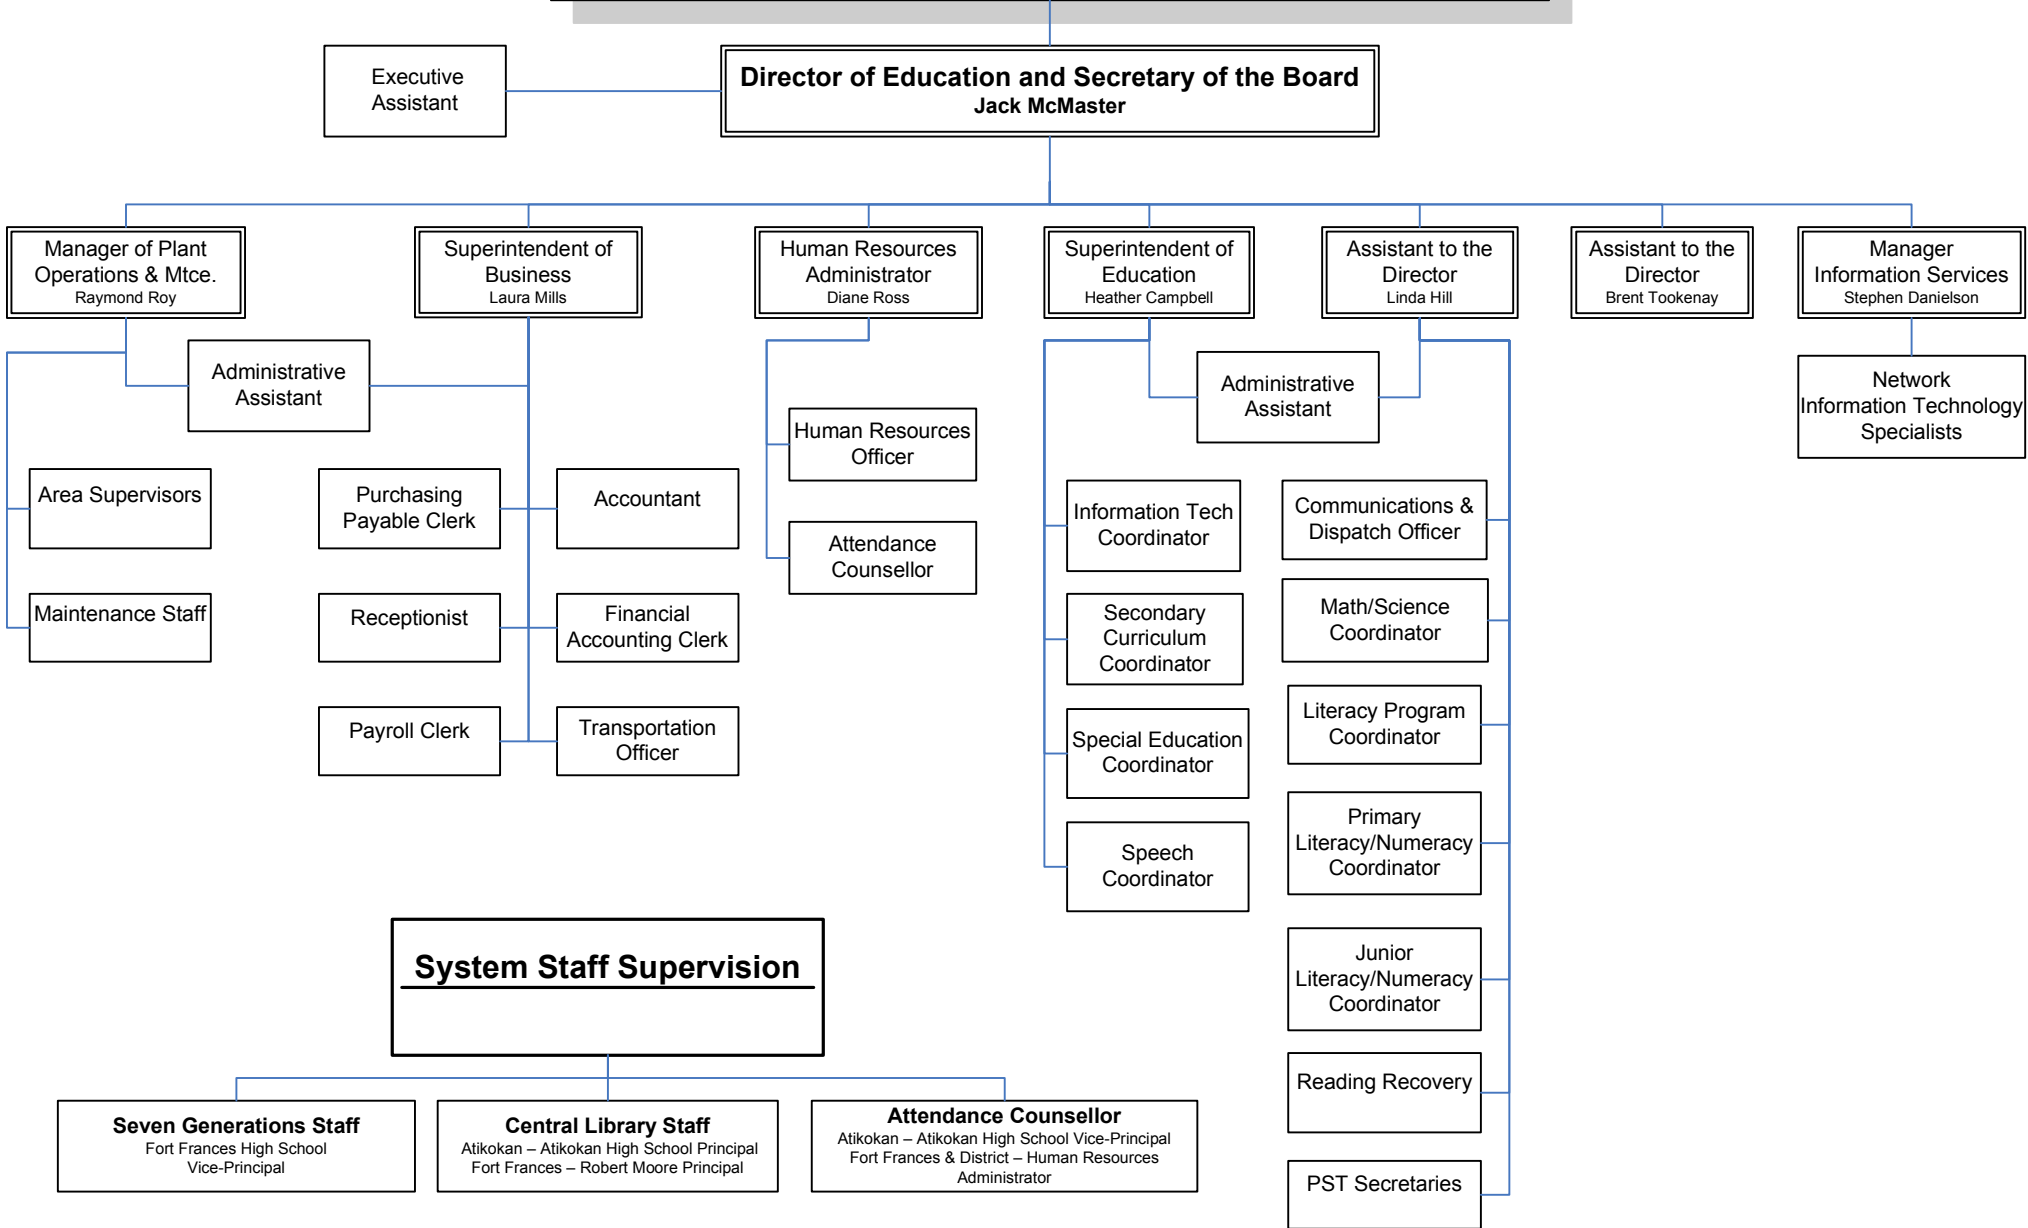 Executive
Assistant
Director of Education and Secretary of the Board
Jack McMaster
Manager of Plant
Operations & Mtce.
Raymond Roy
Superintendent of
Business
Laura Mills
Human Resources
Administrator
Diane Ross
Superintendent of
Education
Heather Campbell
Assistant to the
Director
Linda Hill
Assistant to the
Director
Brent Tookenay
Manager
Information Services
Stephen Danielson
Administrative
Assistant
Administrative
Assistant
Network
Information Technology
Specialists
Human Resources
Officer
Attendance
Counsellor
Area Supervisors
Maintenance Staff
Purchasing
Payable Clerk
Accountant
Receptionist
Financial
Accounting Clerk
Payroll Clerk
Transportation
Officer
Information Tech
Coordinator
Secondary
Curriculum
Coordinator
Special Education
Coordinator
Speech
Coordinator
Communications &
Dispatch Officer
Math/Science
Coordinator
Literacy Program
Coordinator
Primary
Literacy/Numeracy
Coordinator
Junior
Literacy/Numeracy
Coordinator
Reading Recovery
PST Secretaries
System Staff Supervision
Seven Generations Staff
Fort Frances High School
Vice-Principal
Central Library Staff
Atikokan – Atikokan High School Principal
Fort Frances – Robert Moore Principal
Attendance Counsellor
Atikokan – Atikokan High School Vice-Principal
Fort Frances & District – Human Resources
Administrator